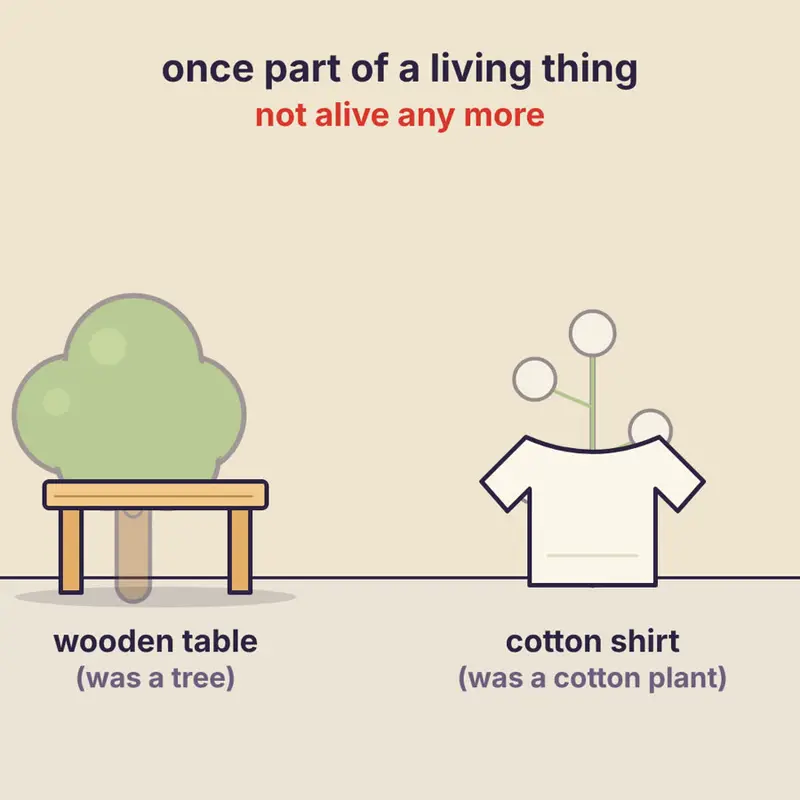 once part of a living thing
not alive any more
wooden table
(was a tree)
cotton shirt
(was a cotton plant)